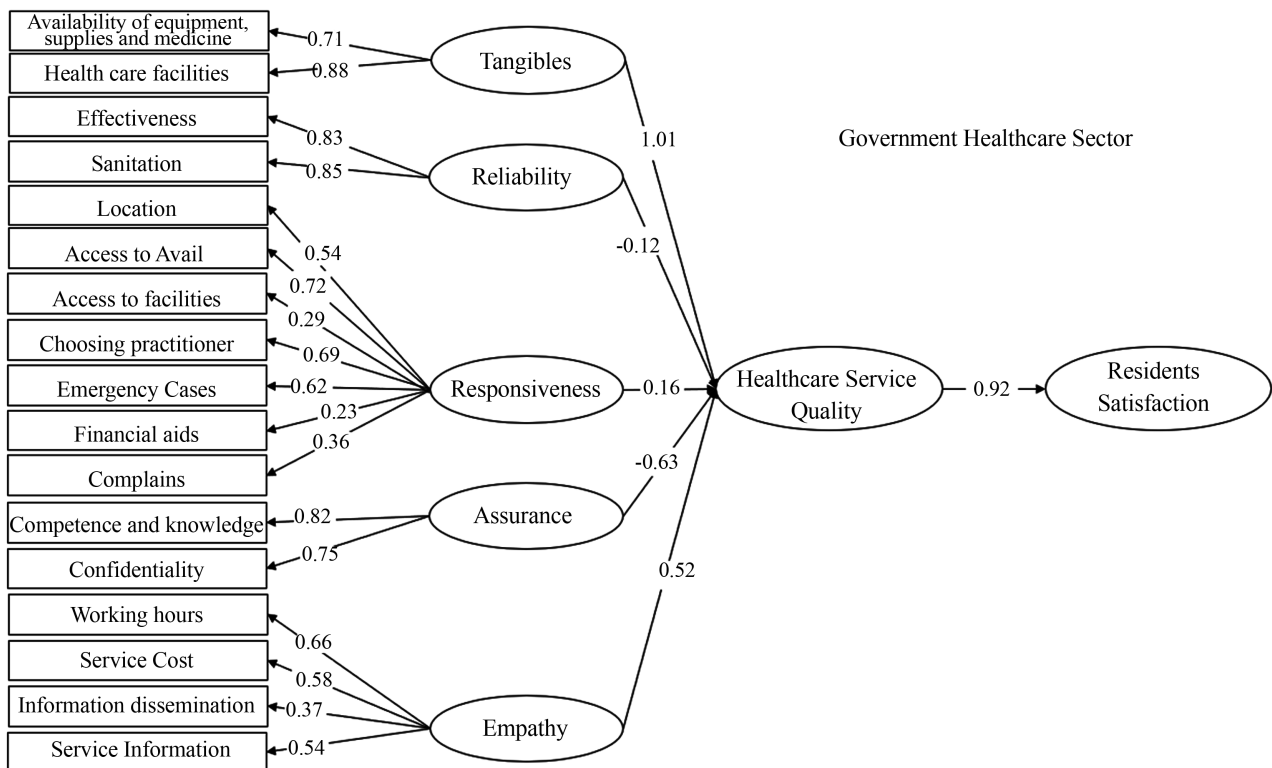 Availability of equipment,
supplies and medicine
Health care facilities
Effectiveness
Sanitation
Location
Access to Avail
Access to facilities
Choosing practitioner
Emergency Cases
Financial aids
Complains
Competence and knowledge
Confidentiality
Working hours
Service Cost
Information dissemination
Service Information
0.71
0.88
0.83
0.85
0.54
0.72
0.29
0.69
0.62
0.23
0.36
0.82
0.75
0.66
0.58
0.37
0.54
Tangibles
Reliability
Responsiveness
Assurance
Empathy
1.01
-0.12
0.16
-0.63
0.52
Government Healthcare Sector
Healthcare Service
Quality
0.92
Residents
Satisfaction